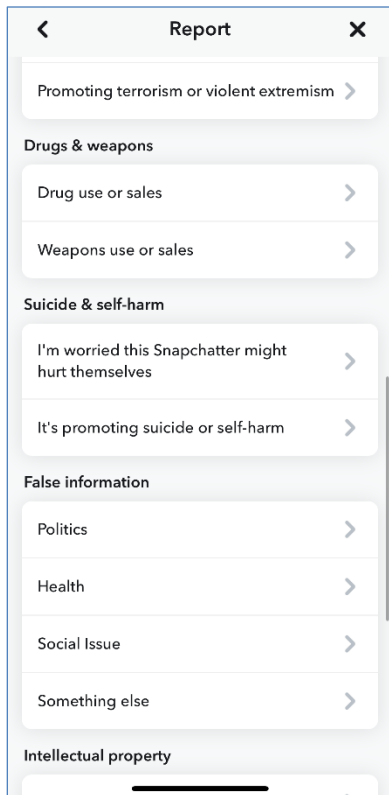 Report
Promoting terrorism or violent extremism
Drugs & weapons
Drug use or sales
Weapons use or sales
Suicide & self-harm
I'm worried this Snapchatter might
hurt themselves
It's promoting suicide or self-harm
False information
Politics
Health
Social Issue
Something else
Intellectual property